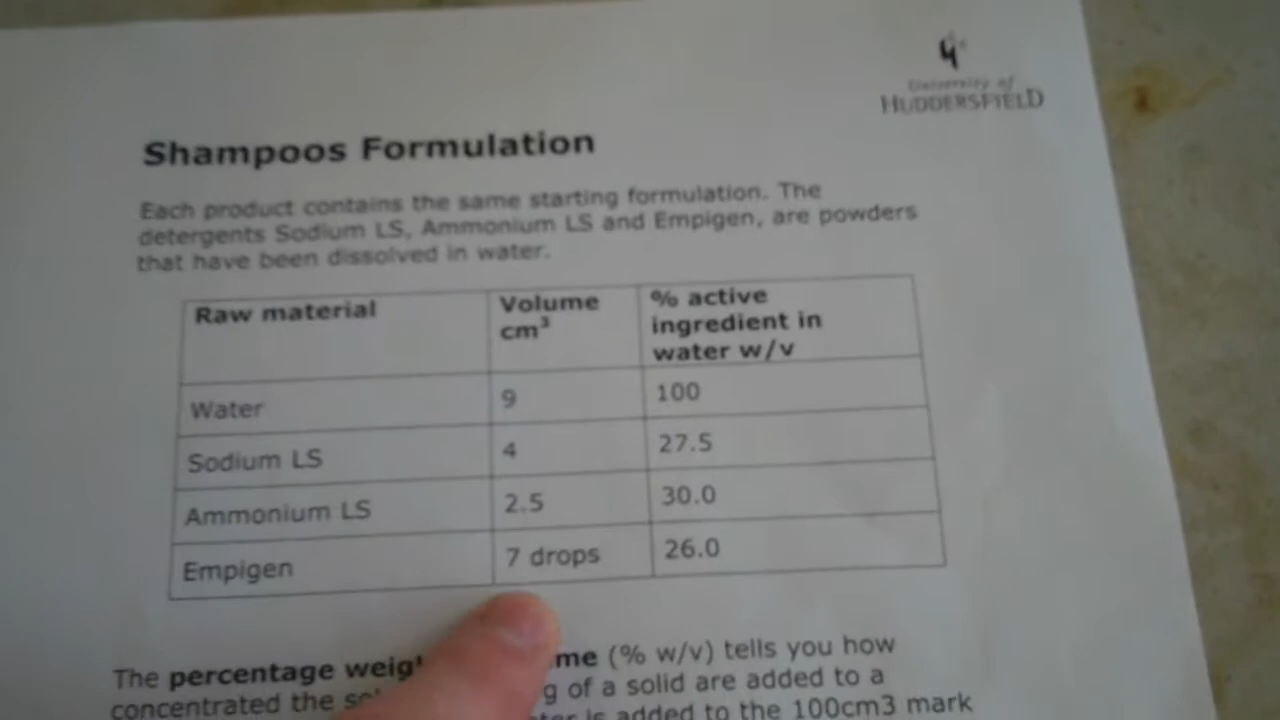 University of
HUDDERSFIELD
Shampoos Formulation
Each product contains the same starting formulation. The
detergents Sodium LS, Ammonium LS and Empigen, are powders
that have been dissolved in water.
Raw material Volume cm³ % active ingredient in water w/v
Water 9 100
Sodium LS 4 27.5
Ammonium LS 2.5 30.0
Empigen 7 drops 26.0
The percentage (% w/v) tells you how
concentrated the g of a solid are added to a
is added to the 100cm3 mark